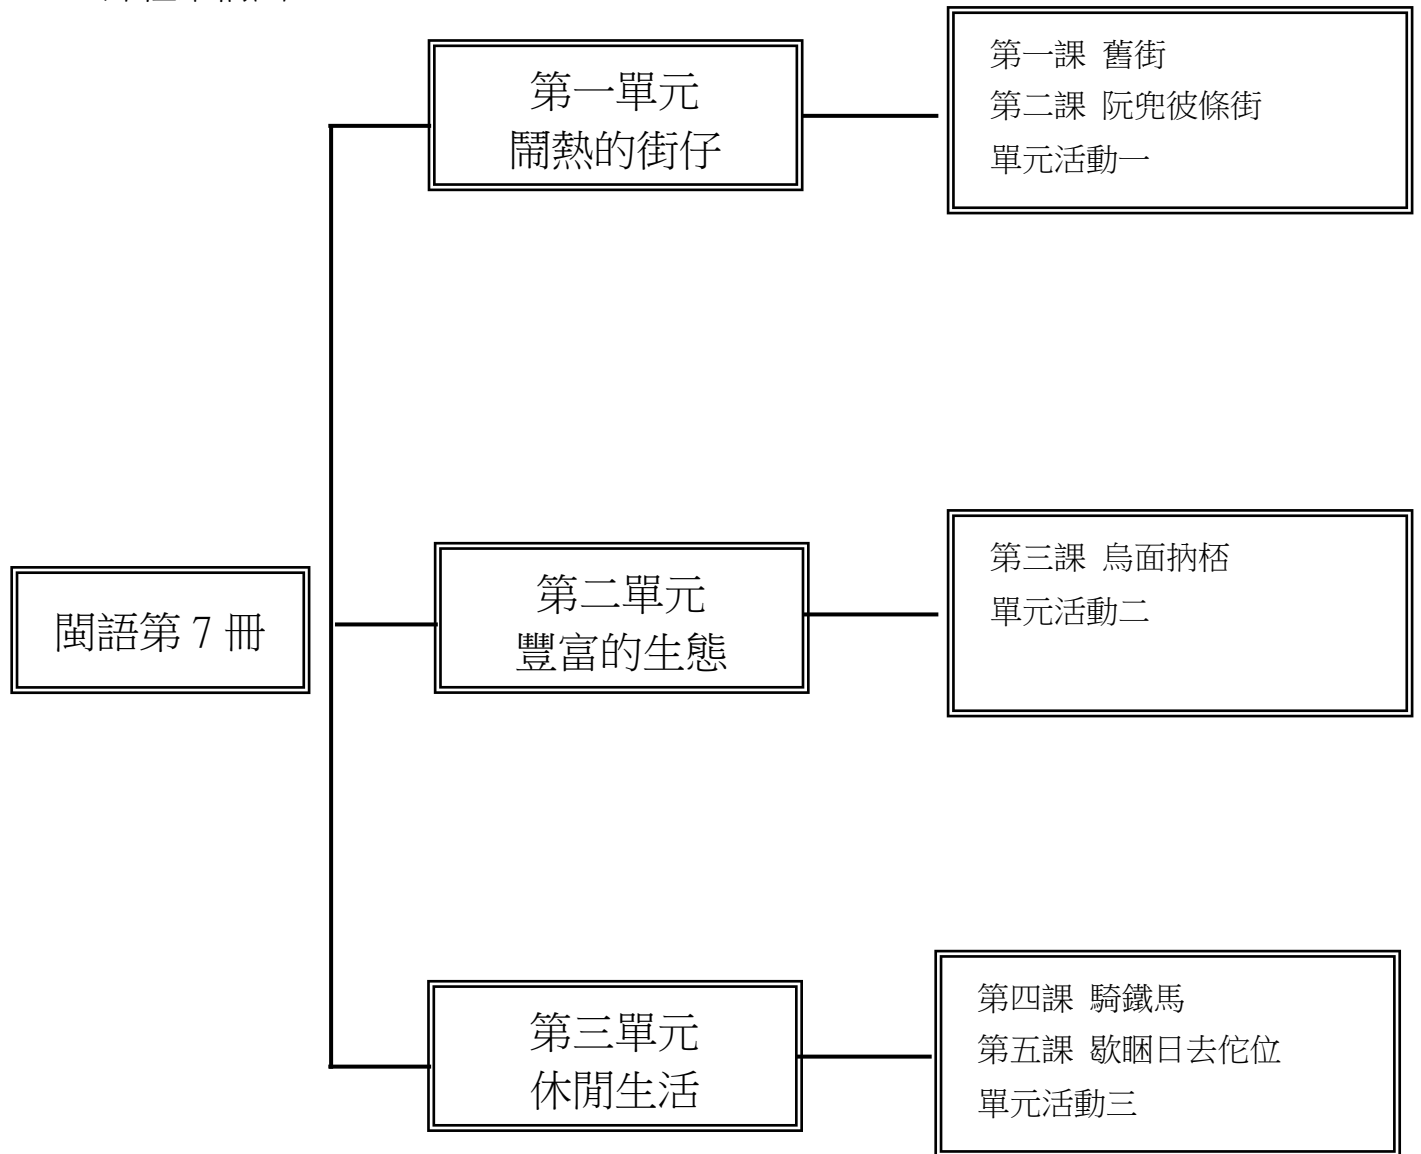 第一單元
鬧熱的街仔
第一課 舊街
第二課 阮兜彼條街
單元活動一
閩語第 7 冊
第二單元
豐富的生態
第三課 烏面抐桮
單元活動二
第三單元
休閒生活
第四課 騎鐵馬
第五課 歇睏日去佗位
單元活動三